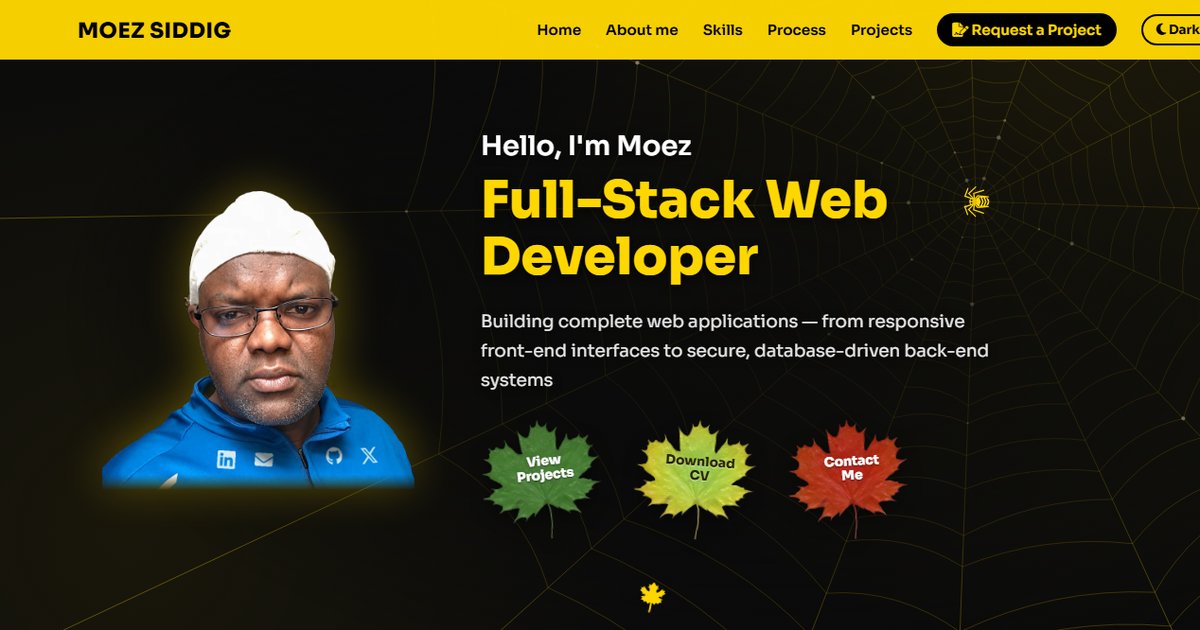 MOEZ SIDDIG
Home
About me
Skills
Process
Projects
Request a Project
Dark
Hello, I'm Moez
Full-Stack Web
Developer
Building complete web applications — from responsive
front-end interfaces to secure, database-driven back-end
systems
View
Projects
Download
CV
Contact
Me